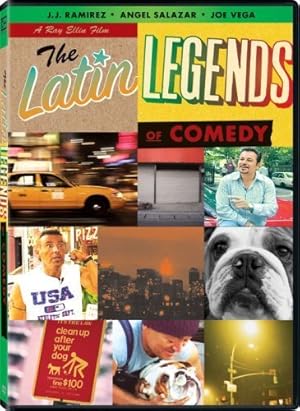 J.J. RAMIREZ • ANGEL SALAZAR • JOE VEGA
A Ray Ellin Film
The
Latin
LEGENDS
OF COMEDY
USA
clean up
after
your
dog
fine $100
LEGENDS